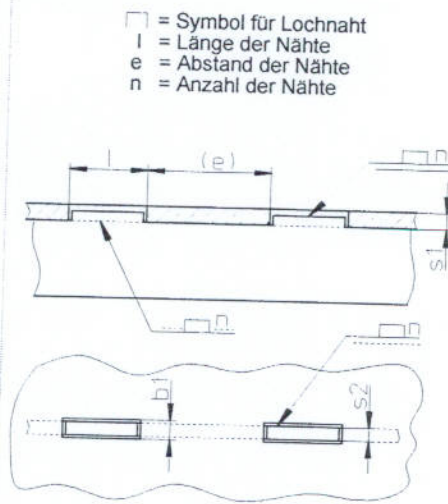 = Symbol für Lochnaht
l = Länge der Nähte
e = Abstand der Nähte
n = Anzahl der Nähte
l (e)
n
s1
n
n
b1
s2